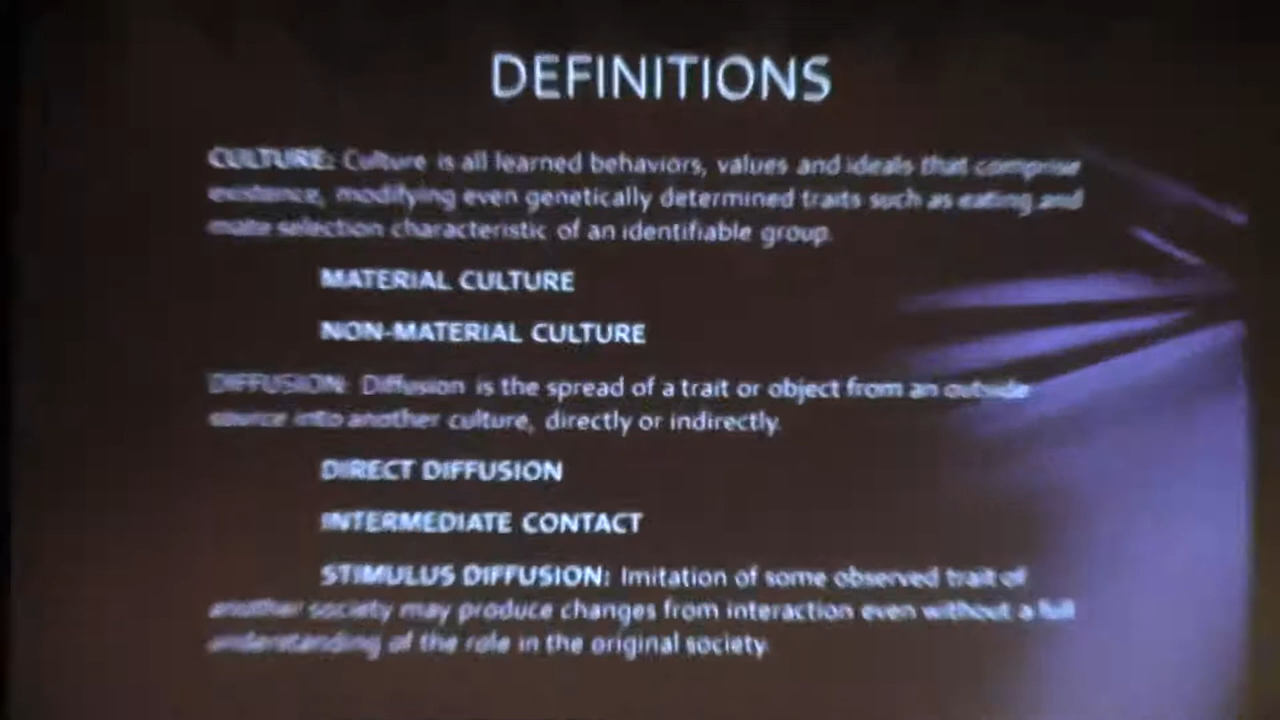 DEFINITIONS
CULTURE: Culture is all learned behaviors, values and ideals that comprise
existence, modifying even genetically determined traits such as eating and
mate selection characteristic of an identifiable group.
MATERIAL CULTURE
NON-MATERIAL CULTURE
DIFFUSION: Diffusion is the spread of a trait or object from an outside
source into another culture, directly or indirectly.
DIRECT DIFFUSION
INTERMEDIATE CONTACT
STIMULUS DIFFUSION: Imitation of some observed trait of
another society may produce changes from interaction even without a full
understanding of the role in the original society.